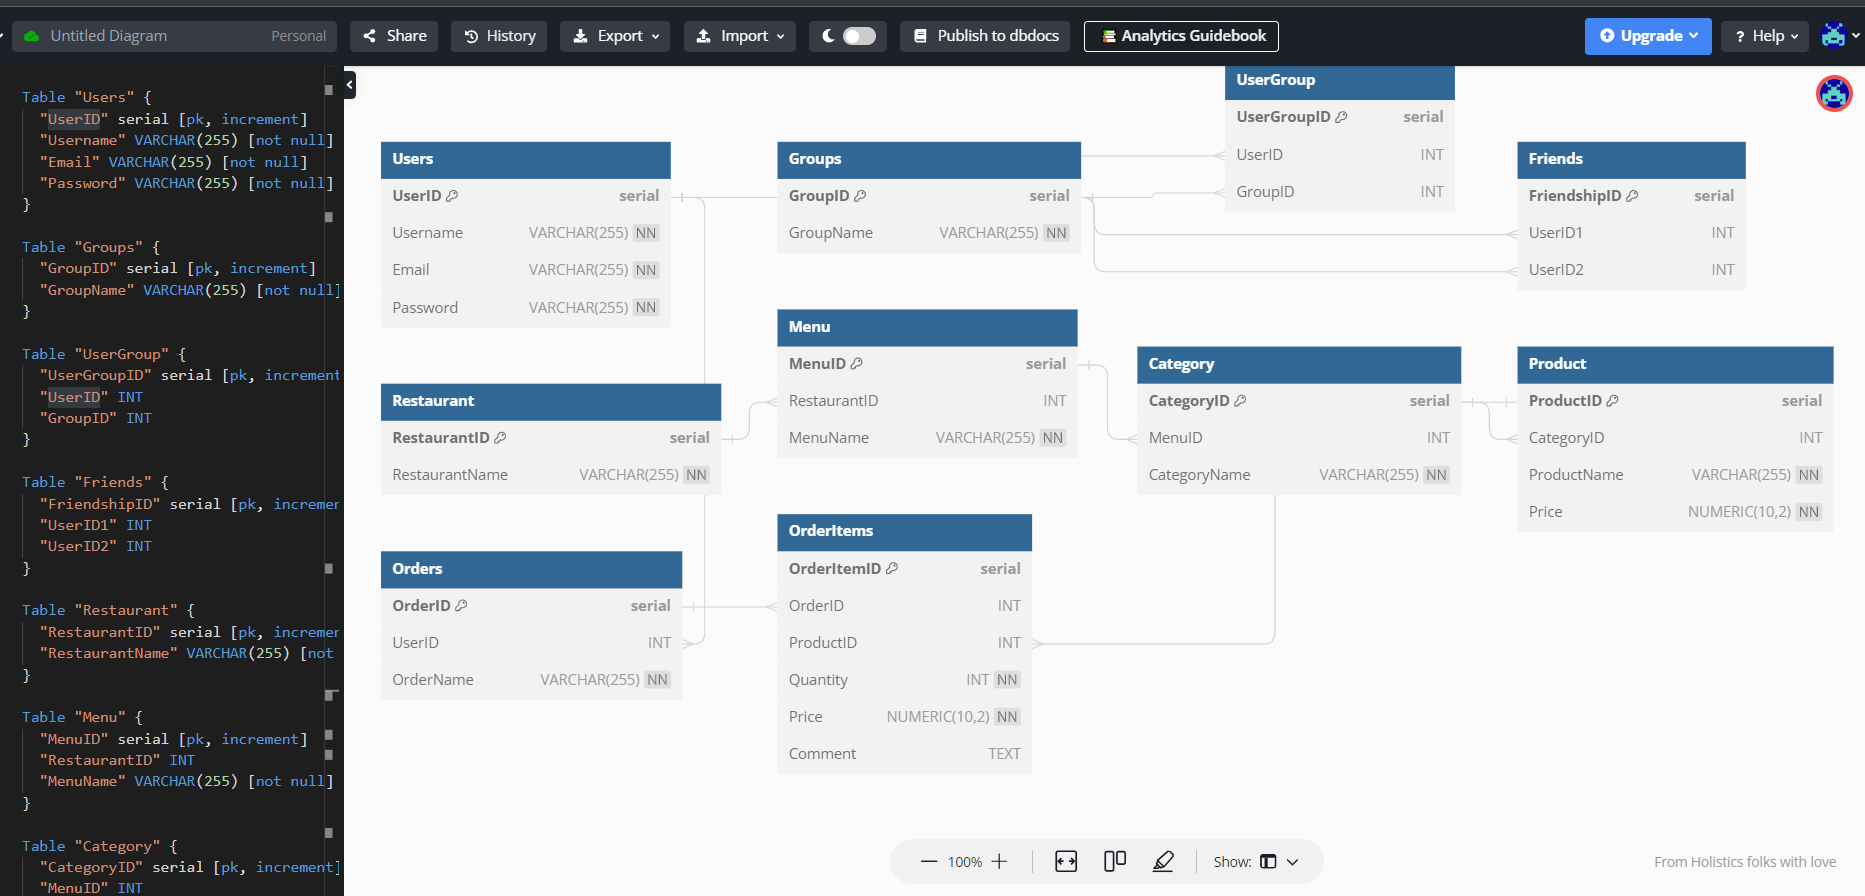 Untitled Diagram
Personal
Share
History
Export
Import
Publish to dbdocs
Analytics Guidebook
Upgrade
? Help
Table "Users" {
"UserID" serial [pk, increment]
"Username" VARCHAR(255) [not null]
"Email" VARCHAR(255) [not null]
"Password" VARCHAR(255) [not null]
}
Table "Groups" {
"GroupID" serial [pk, increment]
"GroupName" VARCHAR(255) [not null]
}
Table "UserGroup" {
"UserGroupID" serial [pk, increment
"UserID" INT
"GroupID" INT
}
Table "Friends" {
"FriendshipID" serial [pk, incremen
"UserID1" INT
"UserID2" INT
}
Table "Restaurant" {
"RestaurantID" serial [pk, incremen
"RestaurantName" VARCHAR(255) [not
}
Table "Menu" {
"MenuID" serial [pk, increment]
"RestaurantID" INT
"MenuName" VARCHAR(255) [not null]
}
Table "Category" {
"CategoryID" serial [pk, increment]
"MenuID" INT
Users
UserID serial
Username VARCHAR(255) NN
Email VARCHAR(255) NN
Password VARCHAR(255) NN
Groups
GroupID serial
GroupName VARCHAR(255) NN
UserGroup
UserGroupID serial
UserID INT
GroupID INT
Friends
FriendshipID serial
UserID1 INT
UserID2 INT
Restaurant
RestaurantID serial
RestaurantName VARCHAR(255) NN
Menu
MenuID serial
RestaurantID INT
MenuName VARCHAR(255) NN
Category
CategoryID serial
MenuID INT
CategoryName VARCHAR(255) NN
Product
ProductID serial
CategoryID INT
ProductName VARCHAR(255) NN
Price NUMERIC(10,2) NN
Orders
OrderID serial
UserID INT
OrderName VARCHAR(255) NN
OrderItems
OrderItemID serial
OrderID INT
ProductID INT
Quantity INT NN
Price NUMERIC(10,2) NN
Comment TEXT
100%
Show:
From Holistics folks with love